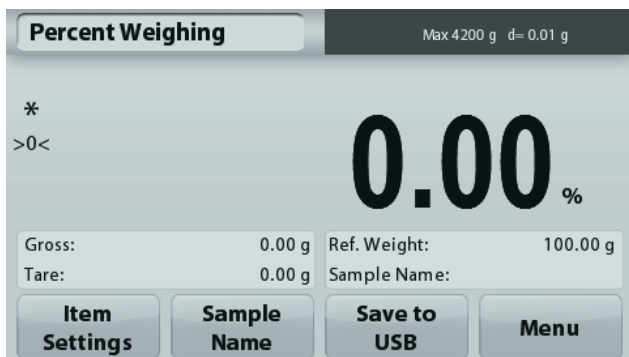 Percent Weighing
Max 4200 g d= 0.01 g
*
>0<
0.00 %
Gross: 0.00 g
Tare: 0.00 g
Ref. Weight: 100.00 g
Sample Name:
Item Settings
Sample Name
Save to USB
Menu